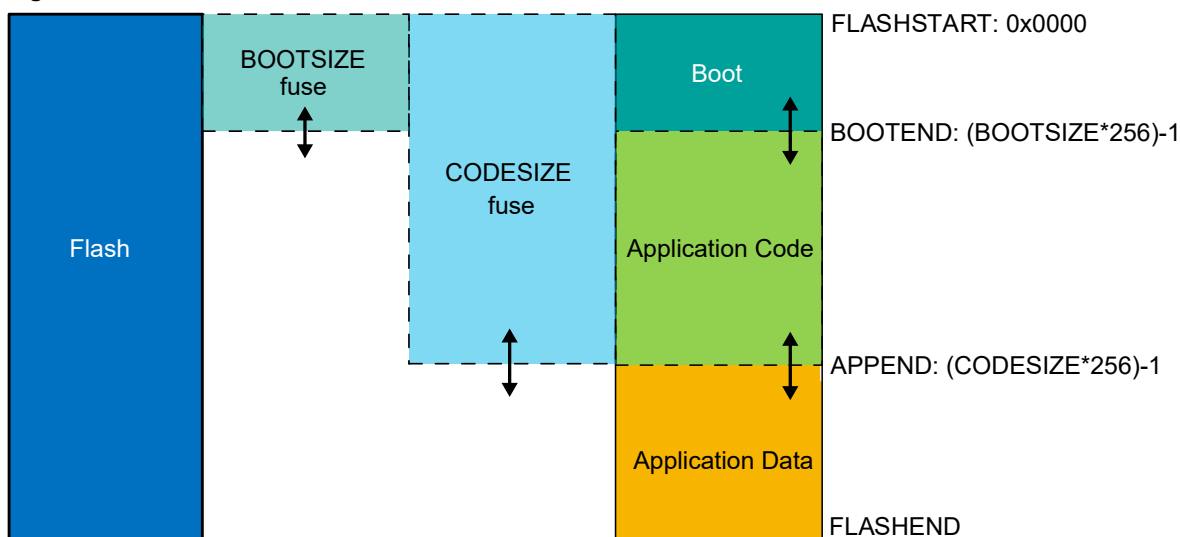 FLASHSTART: 0x0000
BOOTSIZE
fuse
Boot
BOOTEND: (BOOTSIZE*256)-1
CODESIZE
fuse
Flash
Application Code
APPEND: (CODESIZE*256)-1
Application Data
FLASHEND